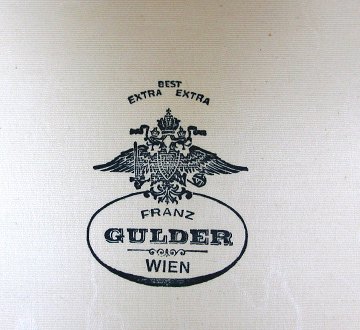 BEST
EXTRA EXTRA
FRANZ
GULDER
WIEN